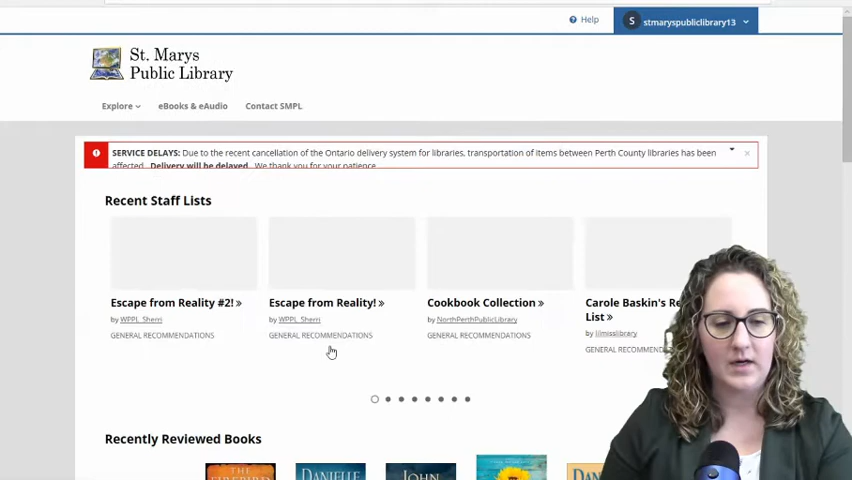 Help
S stmaryspubliclibrary13
St. Marys
Public Library
Explore eBooks & eAudio Contact SMPL
SERVICE DELAYS: Due to the recent cancellation of the Ontario delivery system for libraries, transportation of items between Perth County libraries has been
affected. Delivery will be delayed. We thank you for your patience.
Recent Staff Lists
Escape from Reality #2! »
by WPPL_Sherri
GENERAL RECOMMENDATIONS
Escape from Reality! »
by WPPL_Sherri
GENERAL RECOMMENDATIONS
Cookbook Collection »
by NorthPerthPublicLibrary
GENERAL RECOMMENDATIONS
Carole Baskin's Re
List »
by lilmisslibrary
GENERAL RECOMMEND
Recently Reviewed Books
THE
FIREBIRD
DANIELLE
JOHN